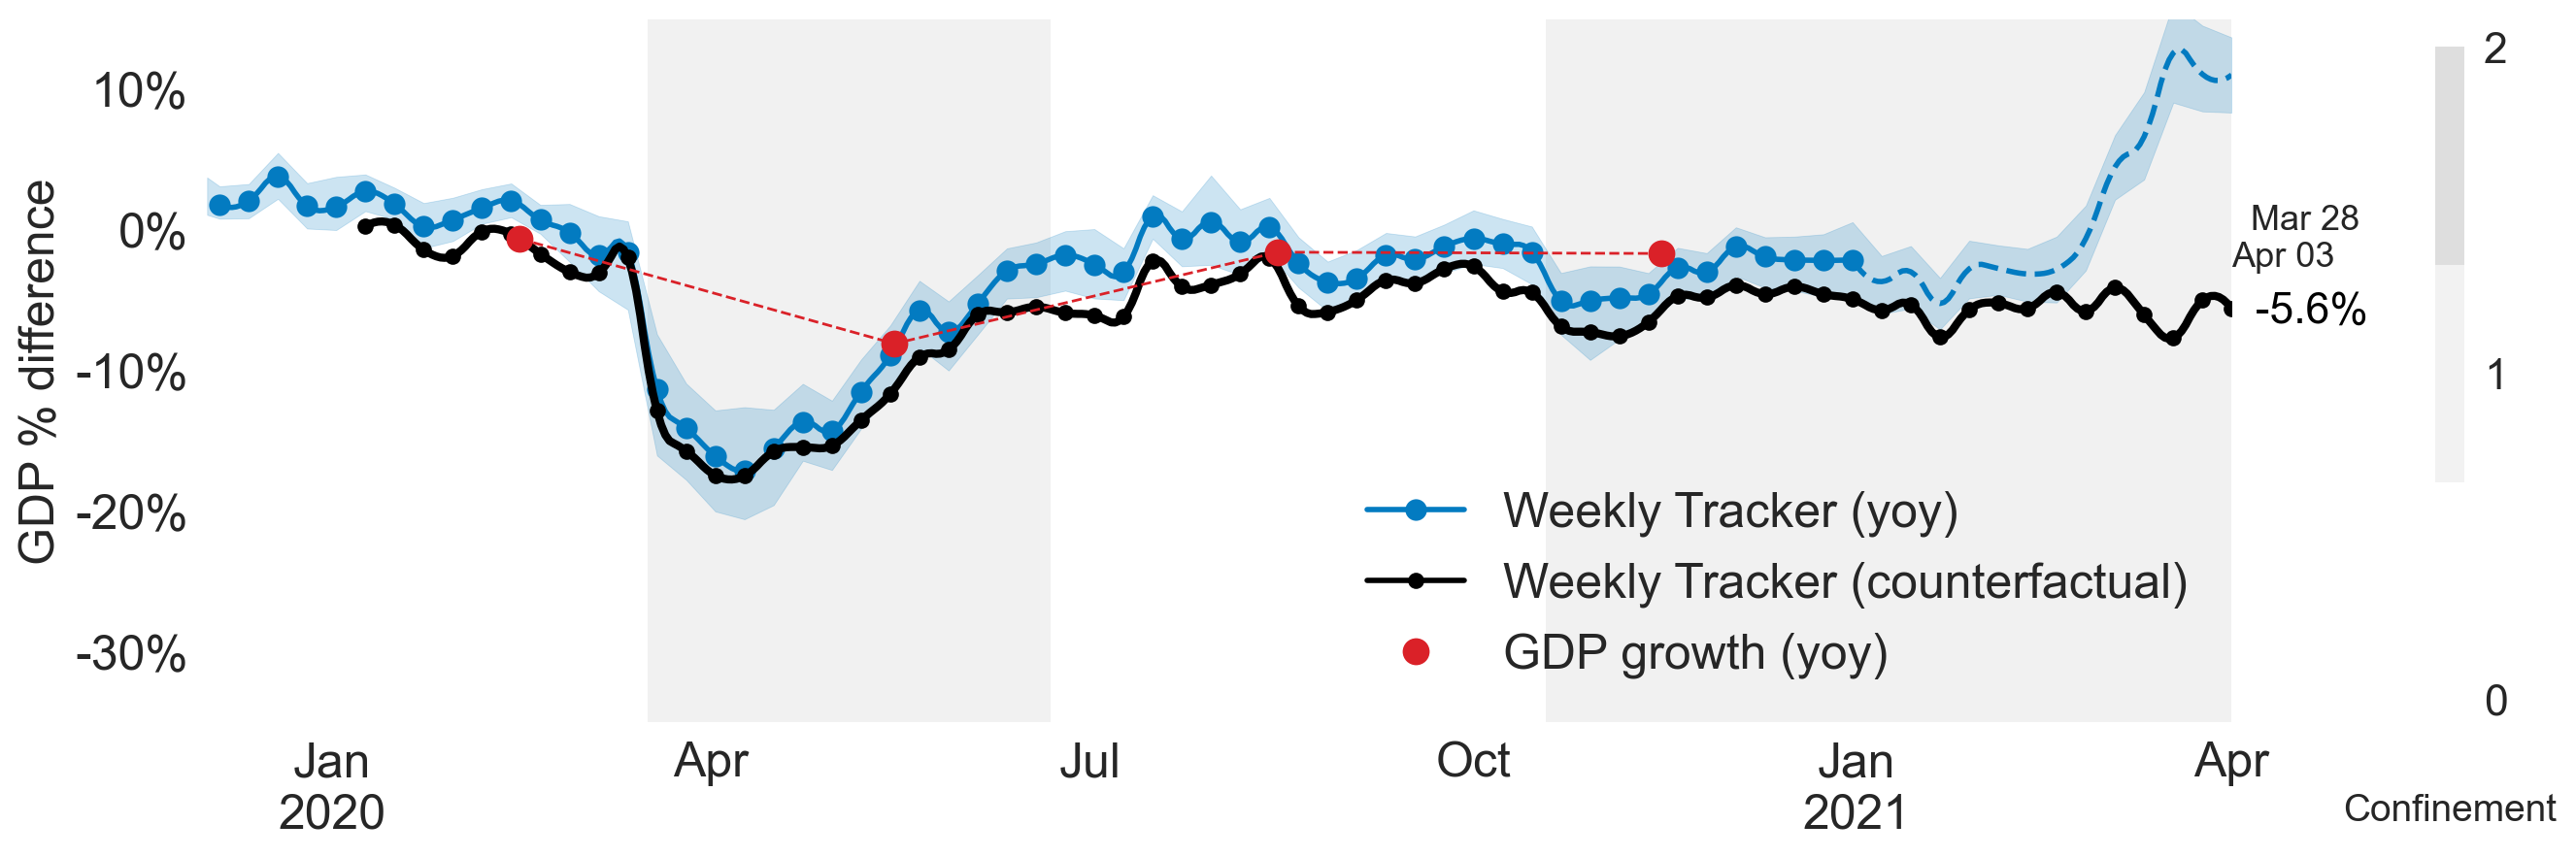 GDP % difference
10%
0%
-10%
-20%
-30%
Jan
2020
Apr
Jul
Oct
Jan
2021
Apr
Weekly Tracker (yoy)
Weekly Tracker (counterfactual)
GDP growth (yoy)
Mar 28
Apr 03
-5.6%
2
1
0
Confinement